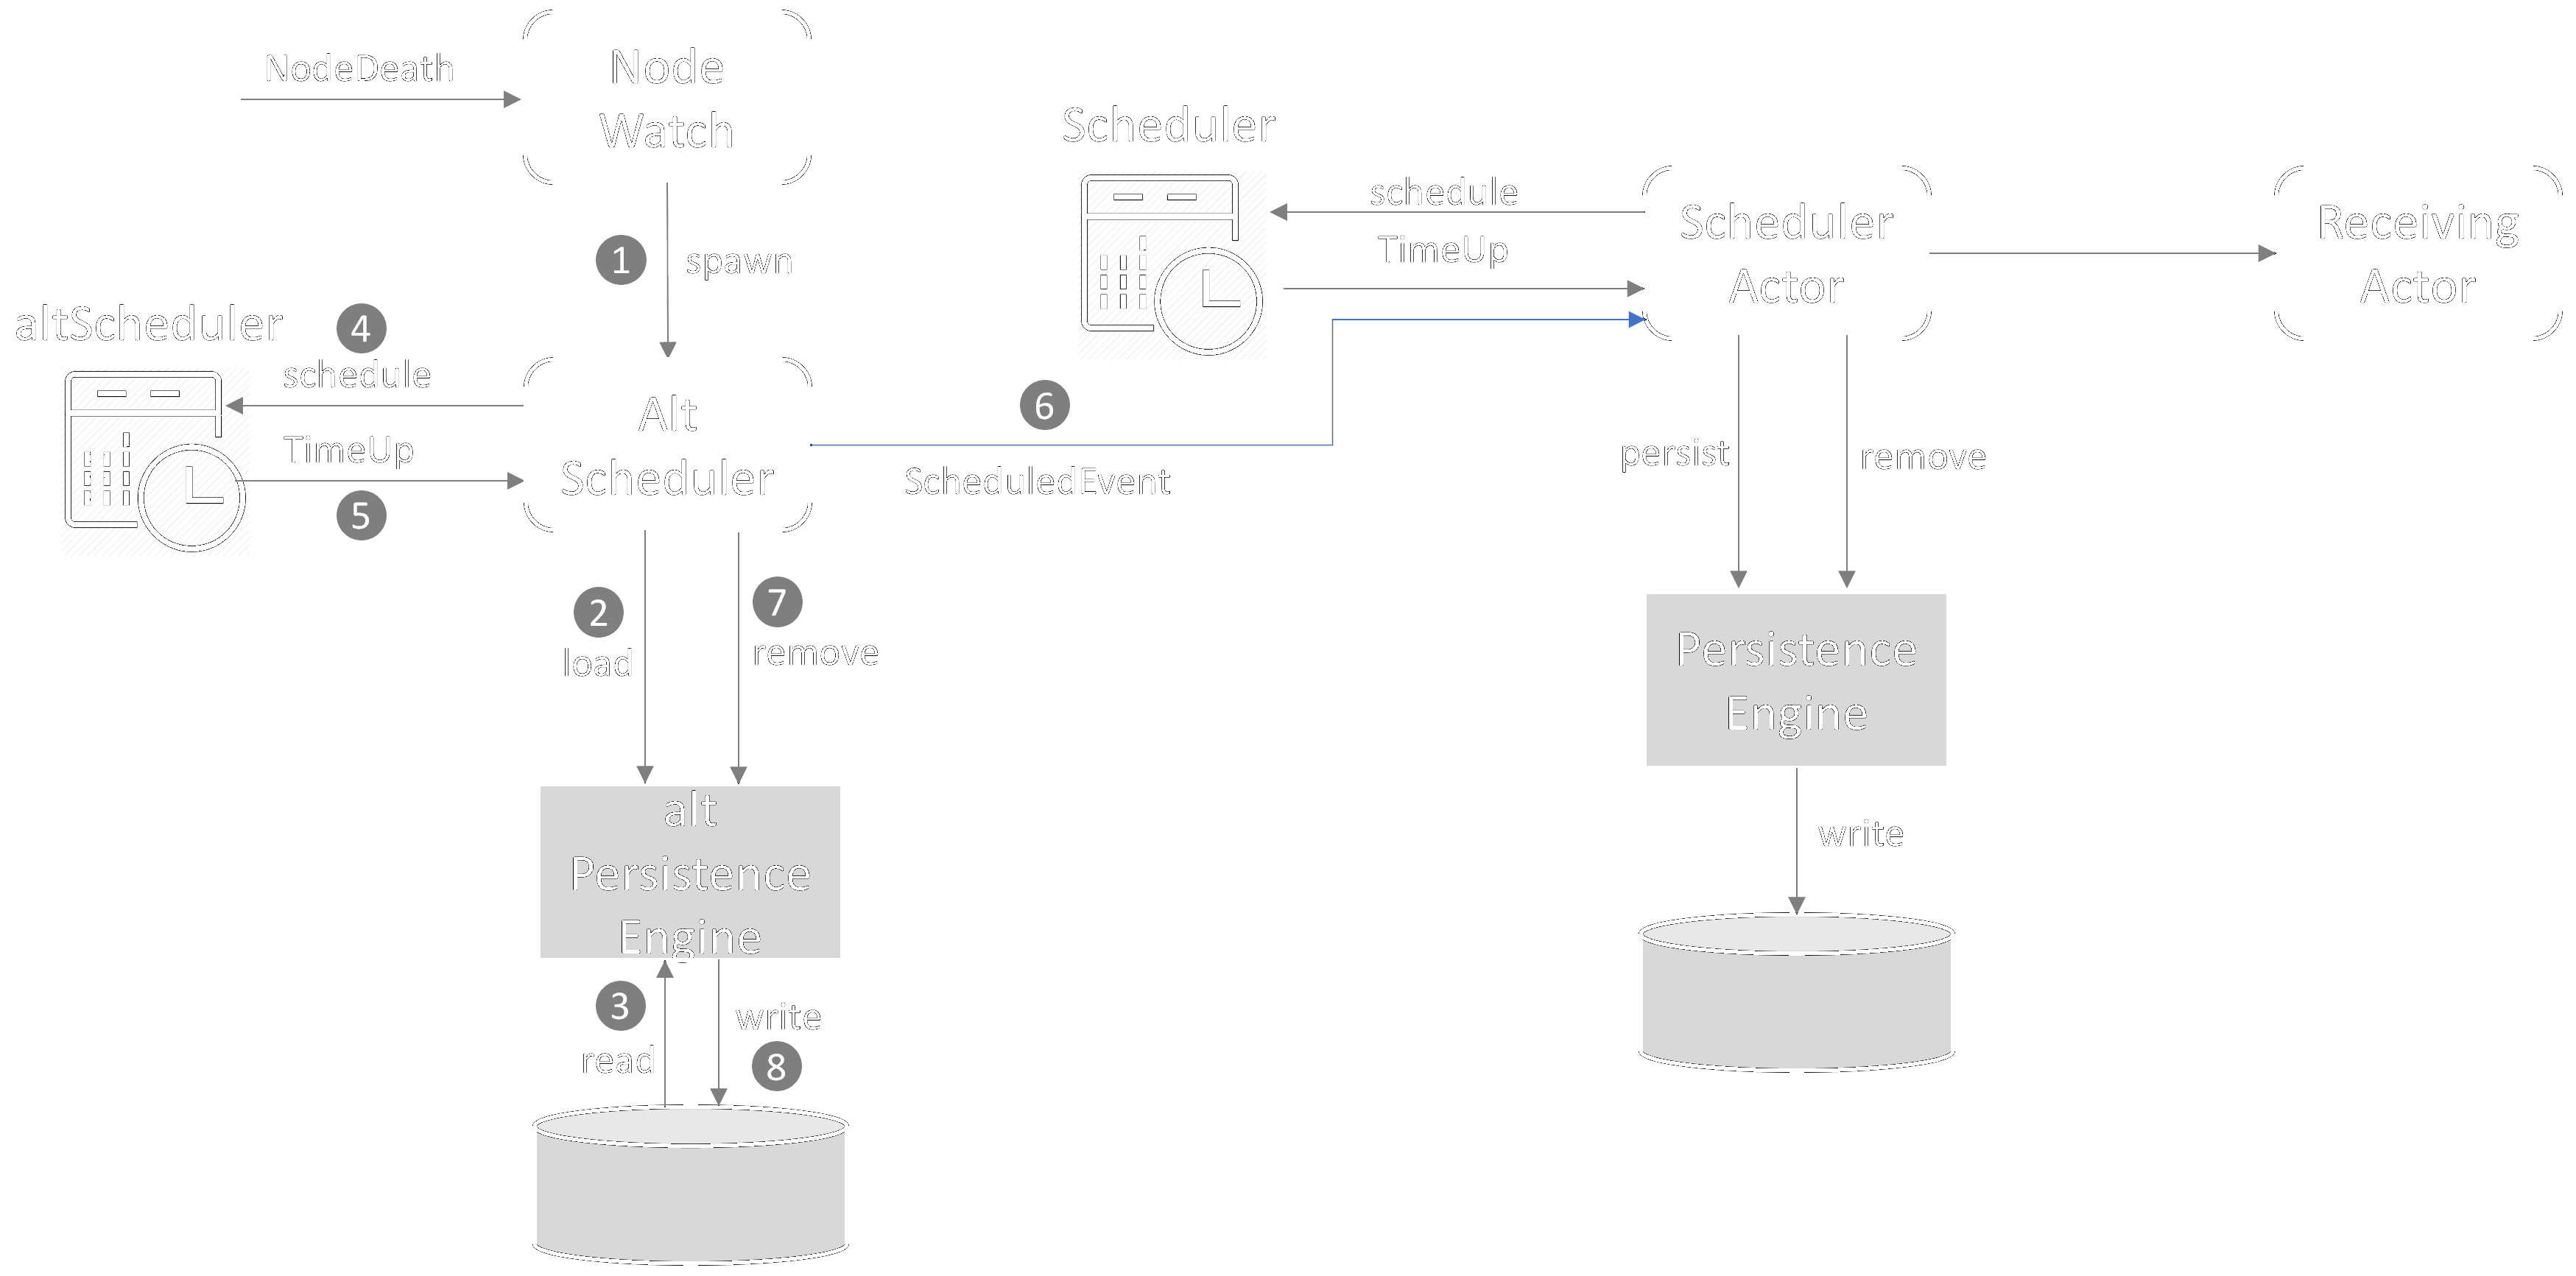 NodeDeath
Node
Watch
1
spawn
altScheduler
4
schedule
TimeUp
5
Alt
Scheduler
6
ScheduledEvent
2
load
7
remove
alt
Persistence
Engine
3
read
write
8
Scheduler
schedule
TimeUp
Scheduler
Actor
Receiving
Actor
persist
remove
Persistence
Engine
write